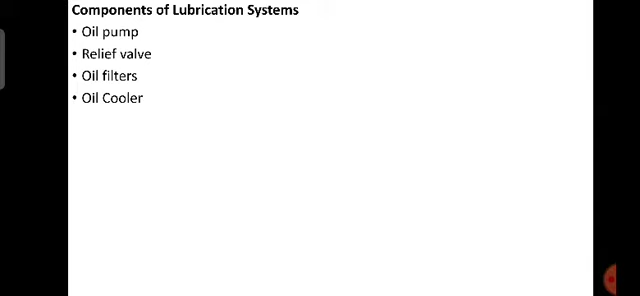 Components of Lubrication Systems
• Oil pump
• Relief valve
• Oil filters
• Oil Cooler